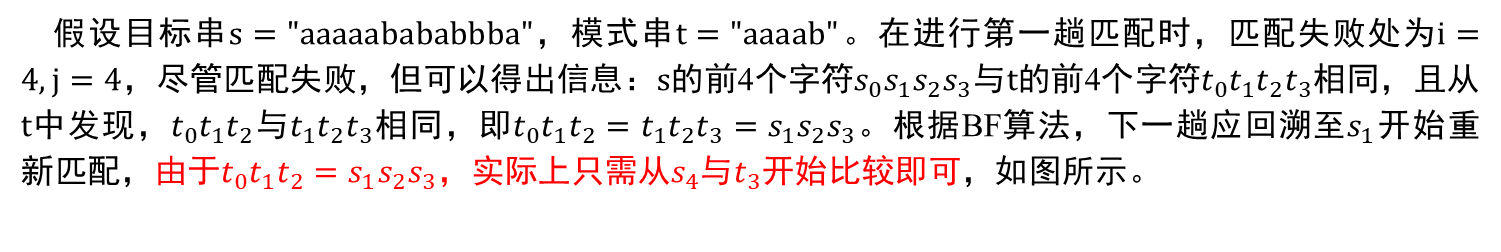 假设目标串s = "aaaaabababbba"，模式串t = "aaaab"。在进行第一趟匹配时，匹配失败处为i =
4, j = 4，尽管匹配失败，但可以得出信息：s的前4个字符s₀s₁s₂s₃与t的前4个字符t₀t₁t₂t₃相同，且从
t中发现，t₀t₁t₂与t₁t₂t₃相同，即t₀t₁t₂ = t₁t₂t₃ = s₁s₂s₃。根据BF算法，下一趟应回溯至s₁开始重
新匹配，由于t₀t₁t₂ = s₁s₂s₃，实际上只需从s₄与t₃开始比较即可，如图所示。